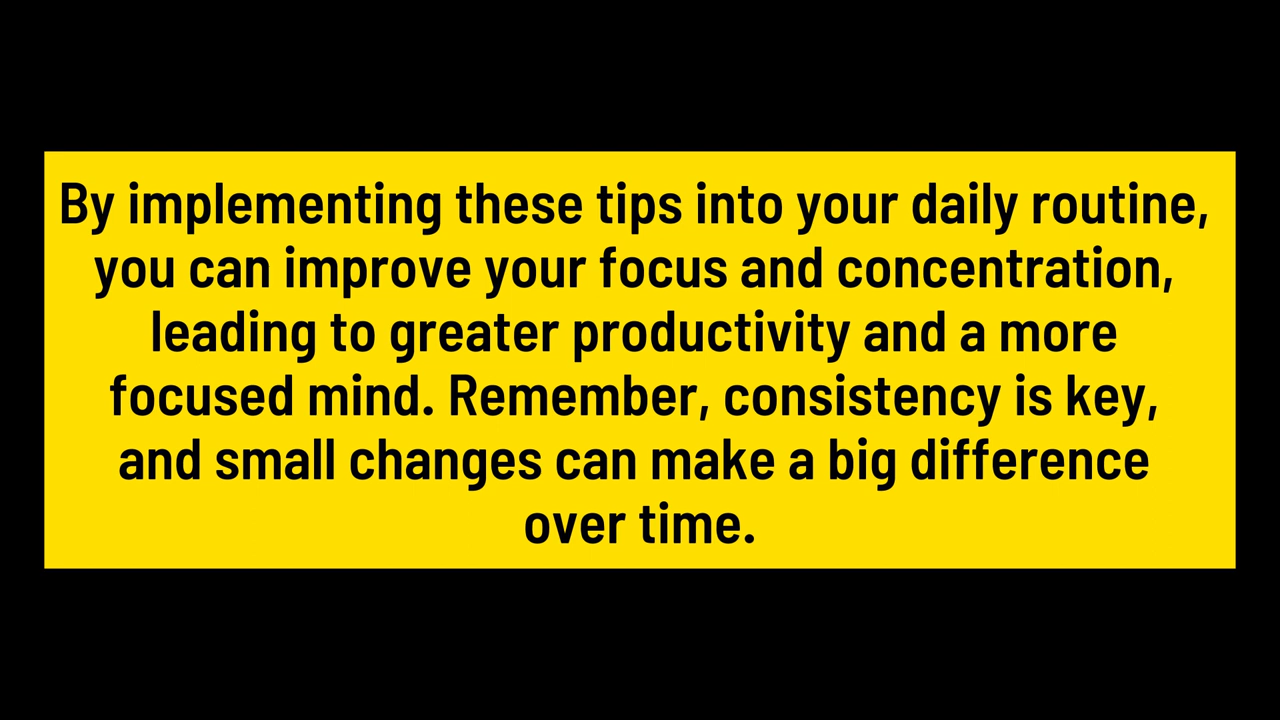 By implementing these tips into your daily routine,
you can improve your focus and concentration,
leading to greater productivity and a more
focused mind. Remember, consistency is key,
and small changes can make a big difference
over time.